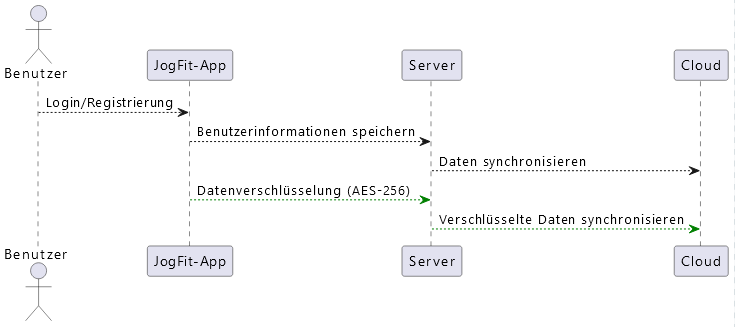 Benutzer
JogFit-App
Server
Cloud
Login/Registrierung
Benutzerinformationen speichern
Daten synchronisieren
Datenverschlüsselung (AES-256)
Verschlüsselte Daten synchronisieren
Benutzer
JogFit-App
Server
Cloud